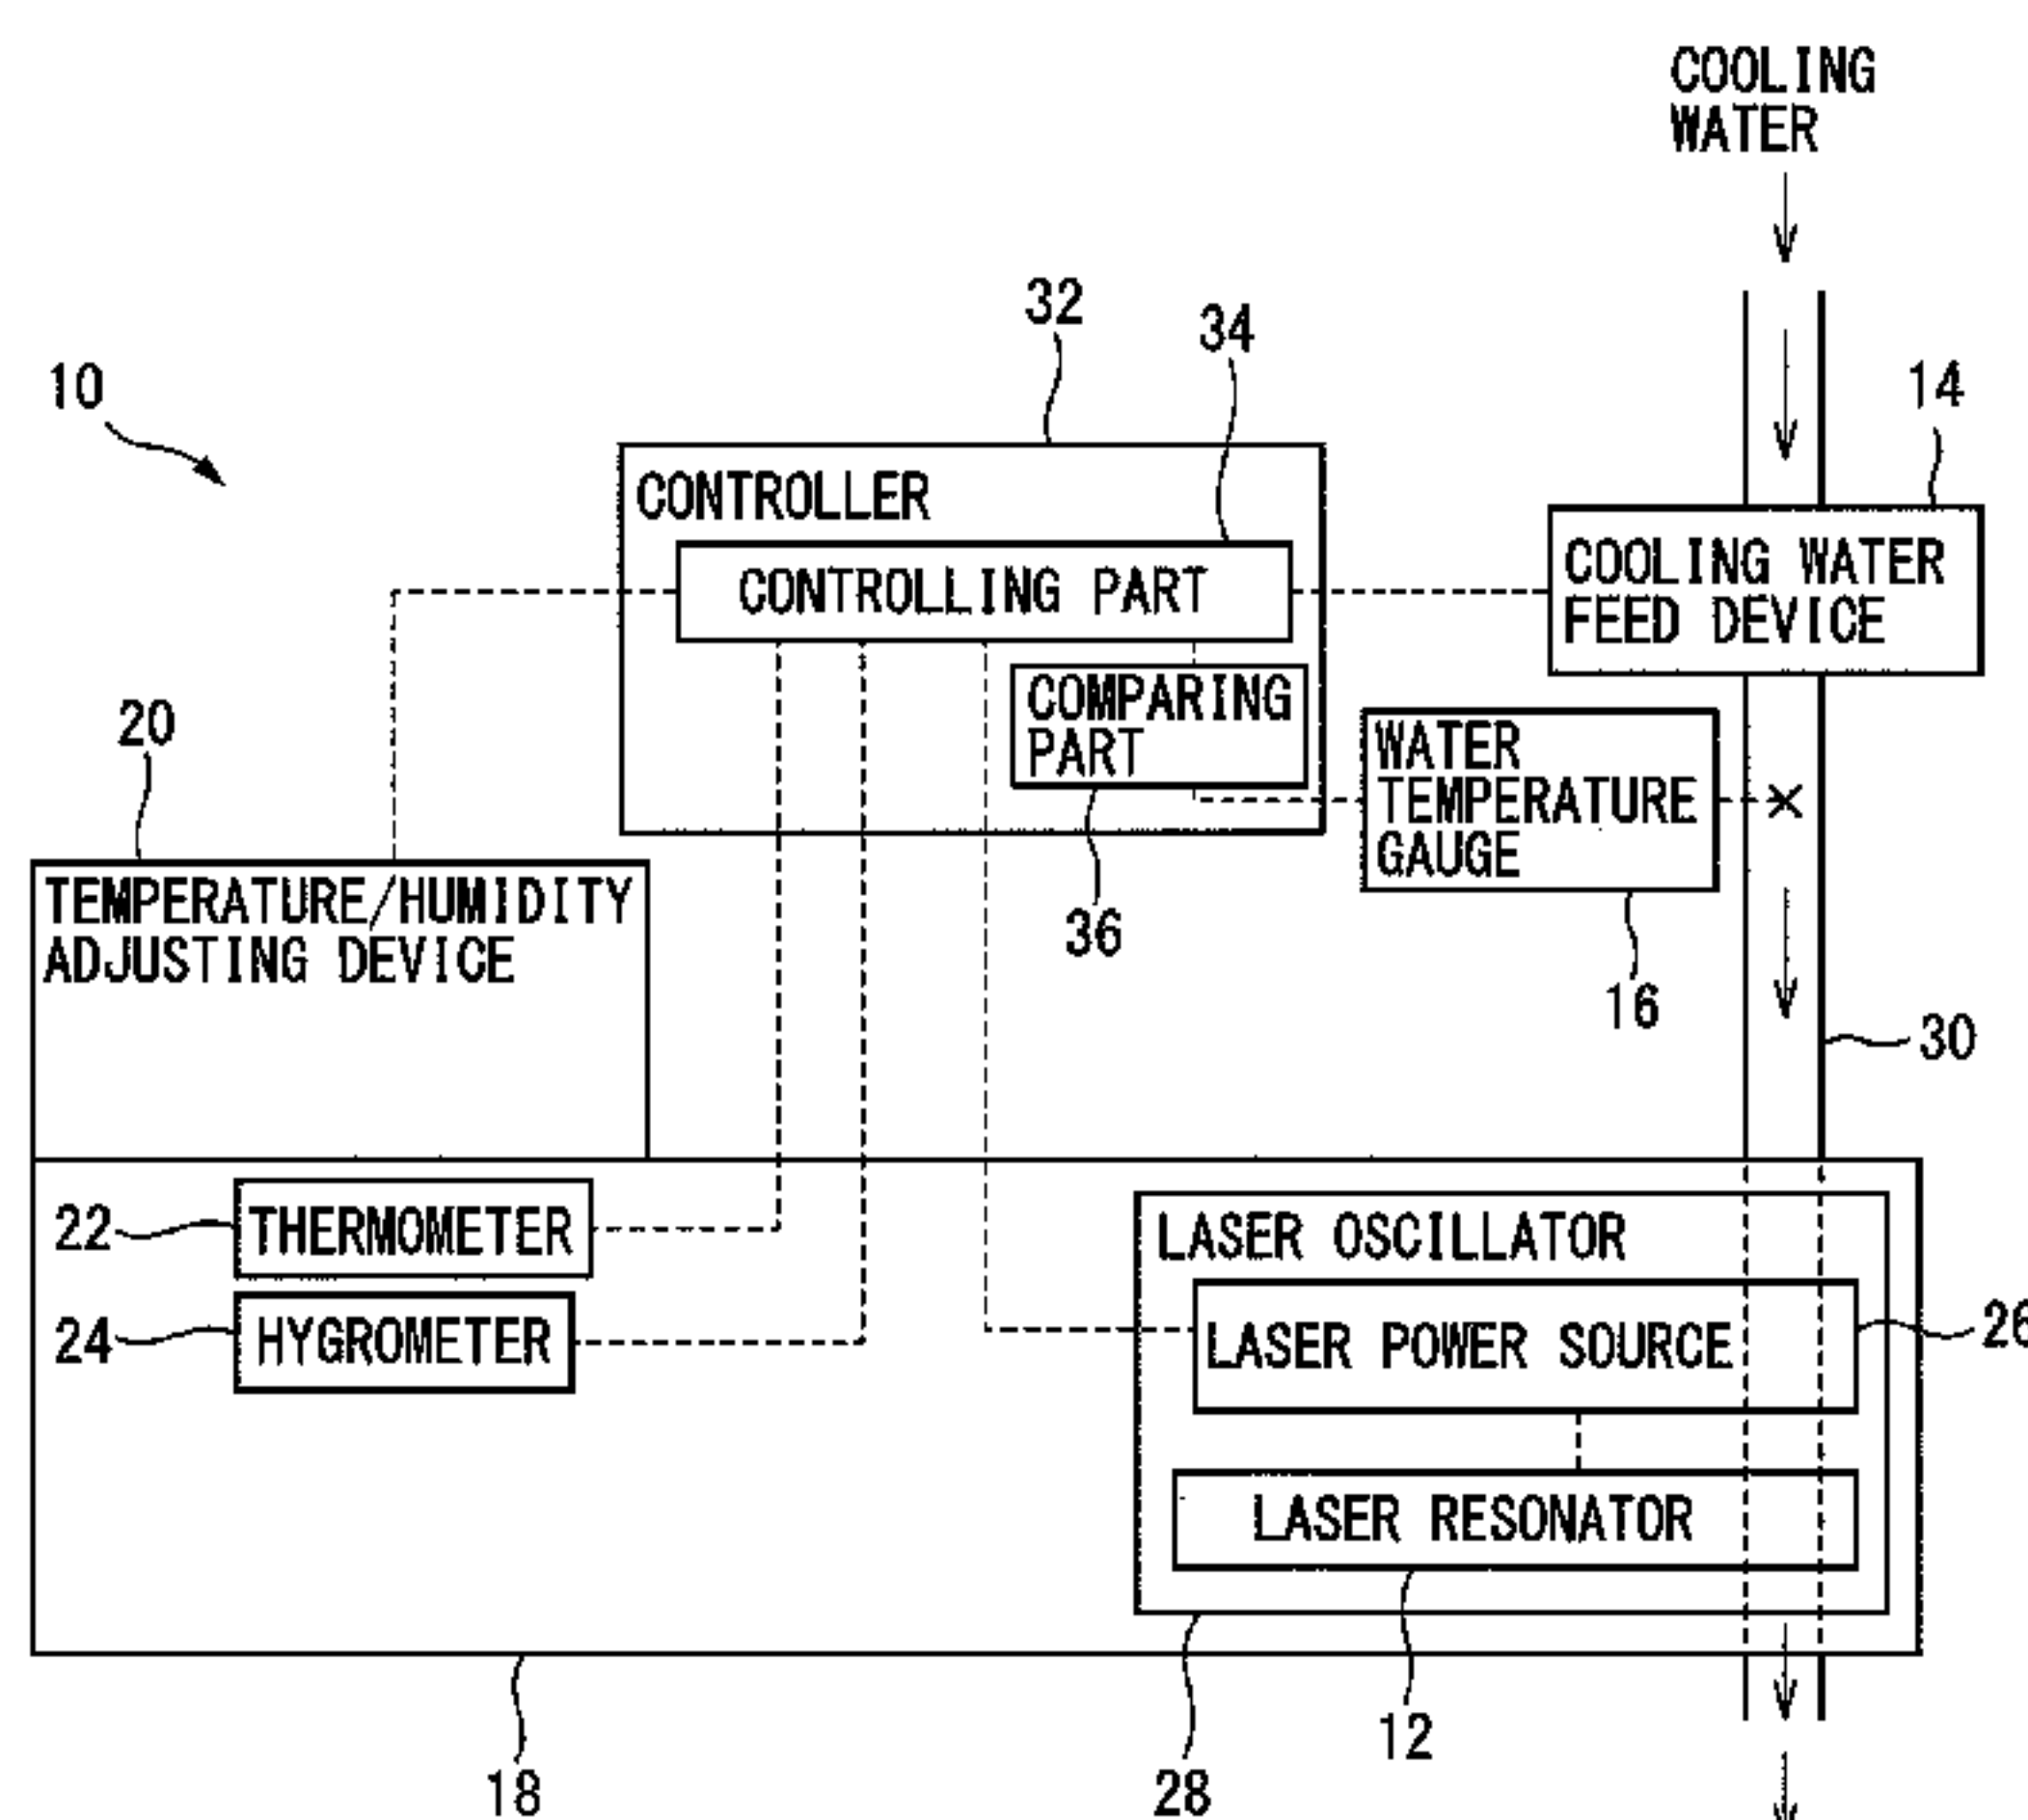 COOLING
WATER
32
34
10
14
CONTROLLER
CONTROLLING PART
COOLING WATER
FEED DEVICE
COMPARING
PART
20
WATER
TEMPERATURE
GAUGE
TEMPERATURE/HUMIDITY
ADJUSTING DEVICE
36
16
30
22
THERMOMETER
LASER OSCILLATOR
24
HYGROMETER
LASER POWER SOURCE
26
LASER RESONATOR
12
18
28